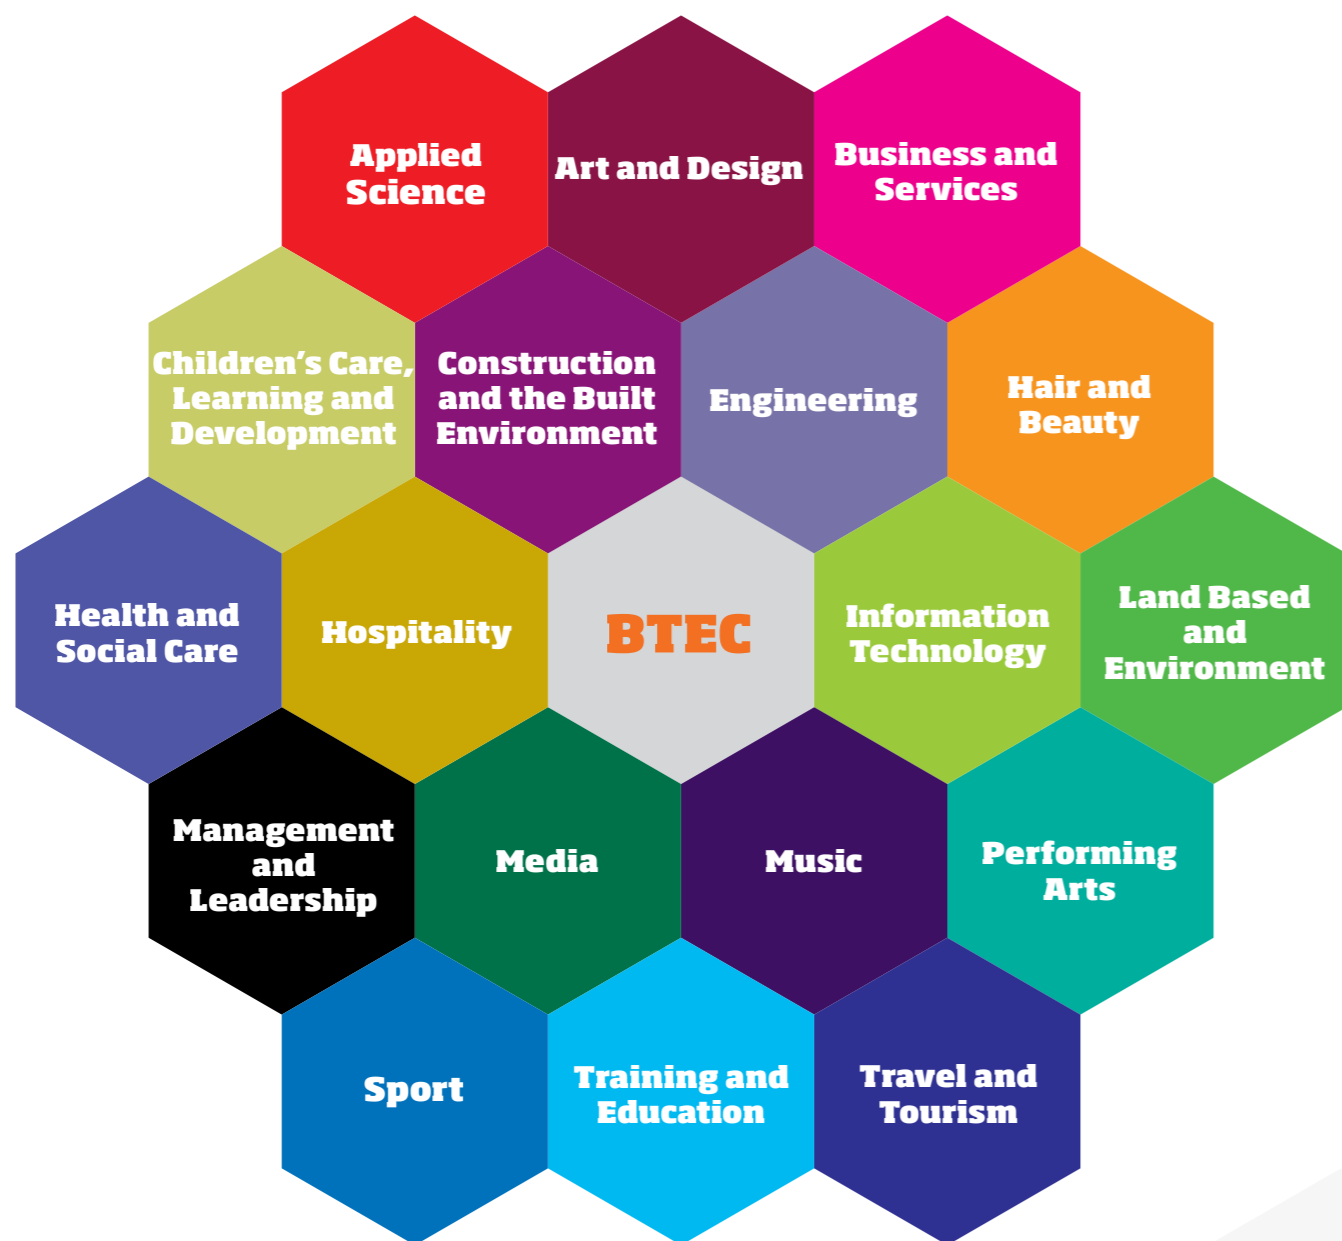 Applied
Science
Art and Design
Business and
Services
Children's Care,
Learning and
Development
Construction
and the Built
Environment
Engineering
Hair and
Beauty
Health and
Social Care
Hospitality
BTEC
Information
Technology
Land Based
and
Environment
Management
and
Leadership
Media
Music
Performing
Arts
Sport
Training and
Education
Travel and
Tourism